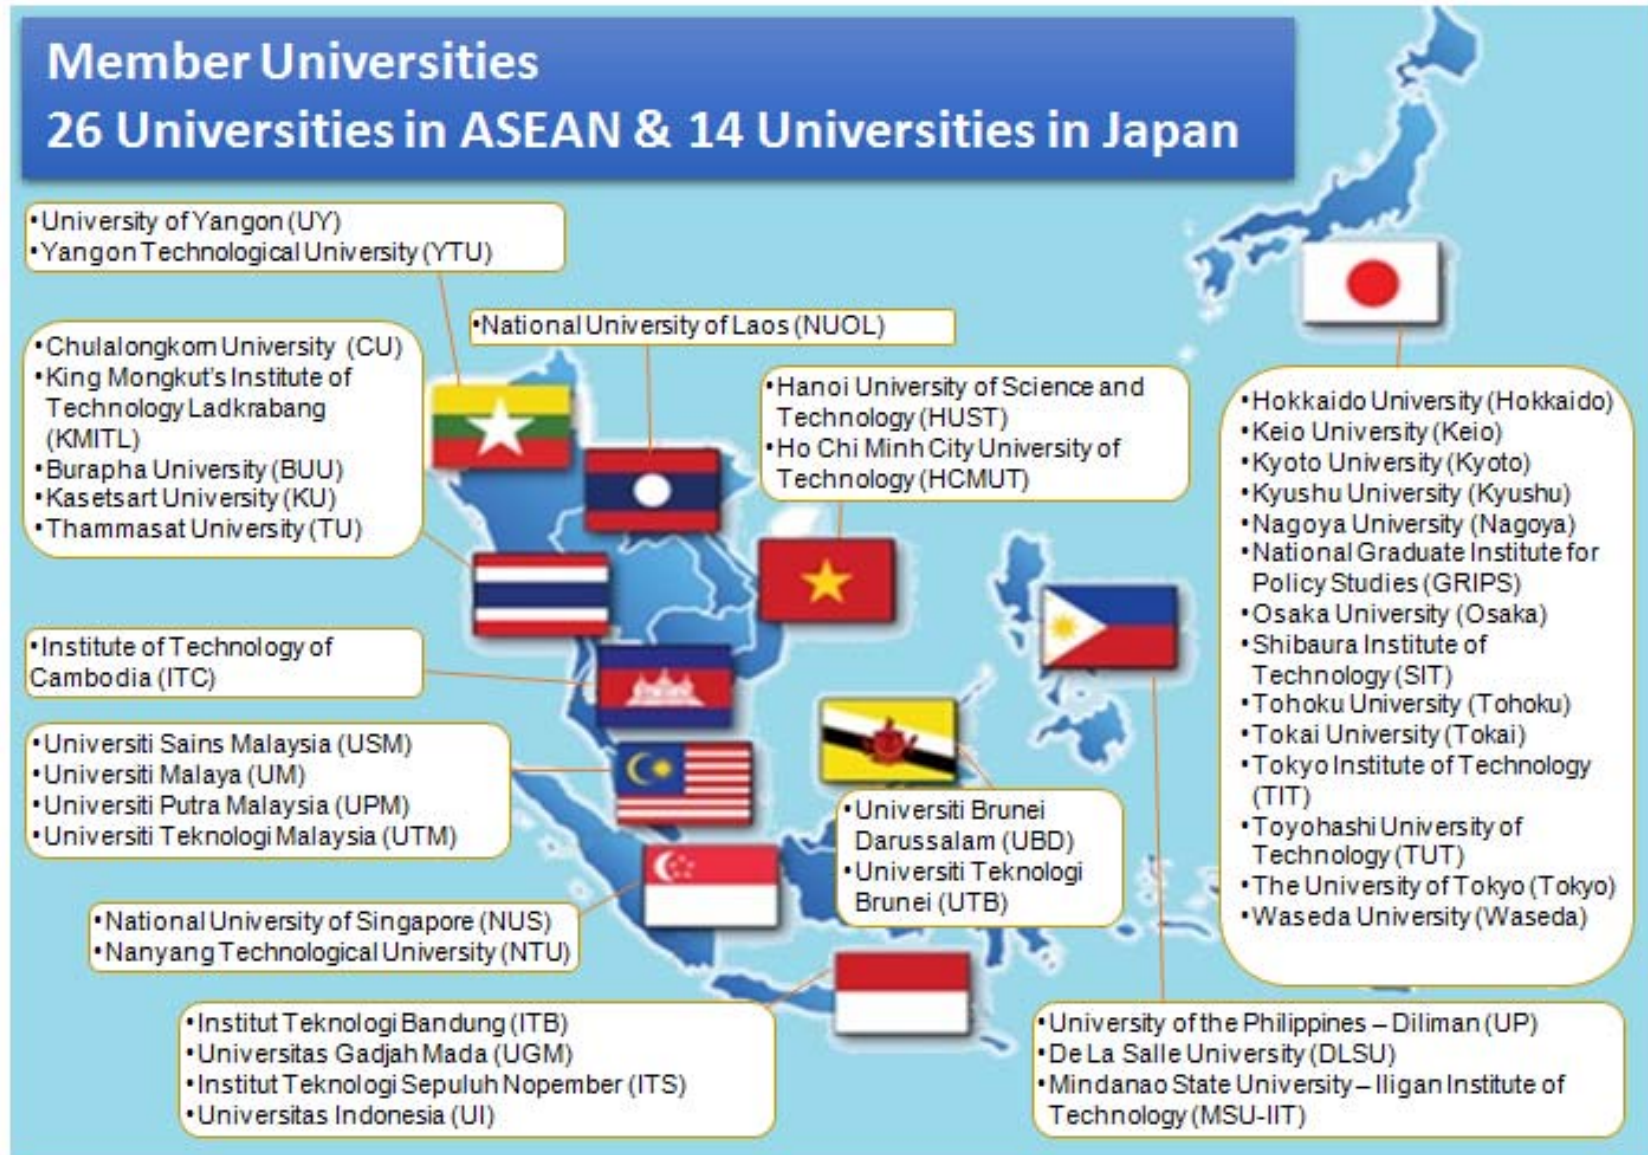 Member Universities
26 Universities in ASEAN & 14 Universities in Japan
•University of Yangon (UY)
•Yangon Technological University (YTU)
•National University of Laos (NUOL)
•Chulalongkorn University (CU)
•King Mongkut's Institute of
Technology Ladkrabang
(KMITL)
•Burapha University (BUU)
•Kasetsart University (KU)
•Thammasat University (TU)
•Hanoi University of Science and
Technology (HUST)
•Ho Chi Minh City University of
Technology (HCMUT)
•Hokkaido University (Hokkaido)
•Keio University (Keio)
•Kyoto University (Kyoto)
•Kyushu University (Kyushu)
•Nagoya University (Nagoya)
•National Graduate Institute for
Policy Studies (GRIPS)
•Osaka University (Osaka)
•Shibaura Institute of
Technology (SIT)
•Tohoku University (Tohoku)
•Tokai University (Tokai)
•Tokyo Institute of Technology
(TIT)
•Toyohashi University of
Technology (TUT)
•The University of Tokyo (Tokyo)
•Waseda University (Waseda)
•Institute of Technology of
Cambodia (ITC)
•Universiti Sains Malaysia (USM)
•Universiti Malaya (UM)
•Universiti Putra Malaysia (UPM)
•Universiti Teknologi Malaysia (UTM)
•Universiti Brunei
Darussalam (UBD)
•Universiti Teknologi
Brunei (UTB)
•National University of Singapore (NUS)
•Nanyang Technological University (NTU)
•Institut Teknologi Bandung (ITB)
•Universitas Gadjah Mada (UGM)
•Institut Teknologi Sepuluh Nopember (ITS)
•Universitas Indonesia (UI)
•University of the Philippines – Diliman (UP)
•De La Salle University (DLSU)
•Mindanao State University – Iligan Institute of
Technology (MSU-IIT)